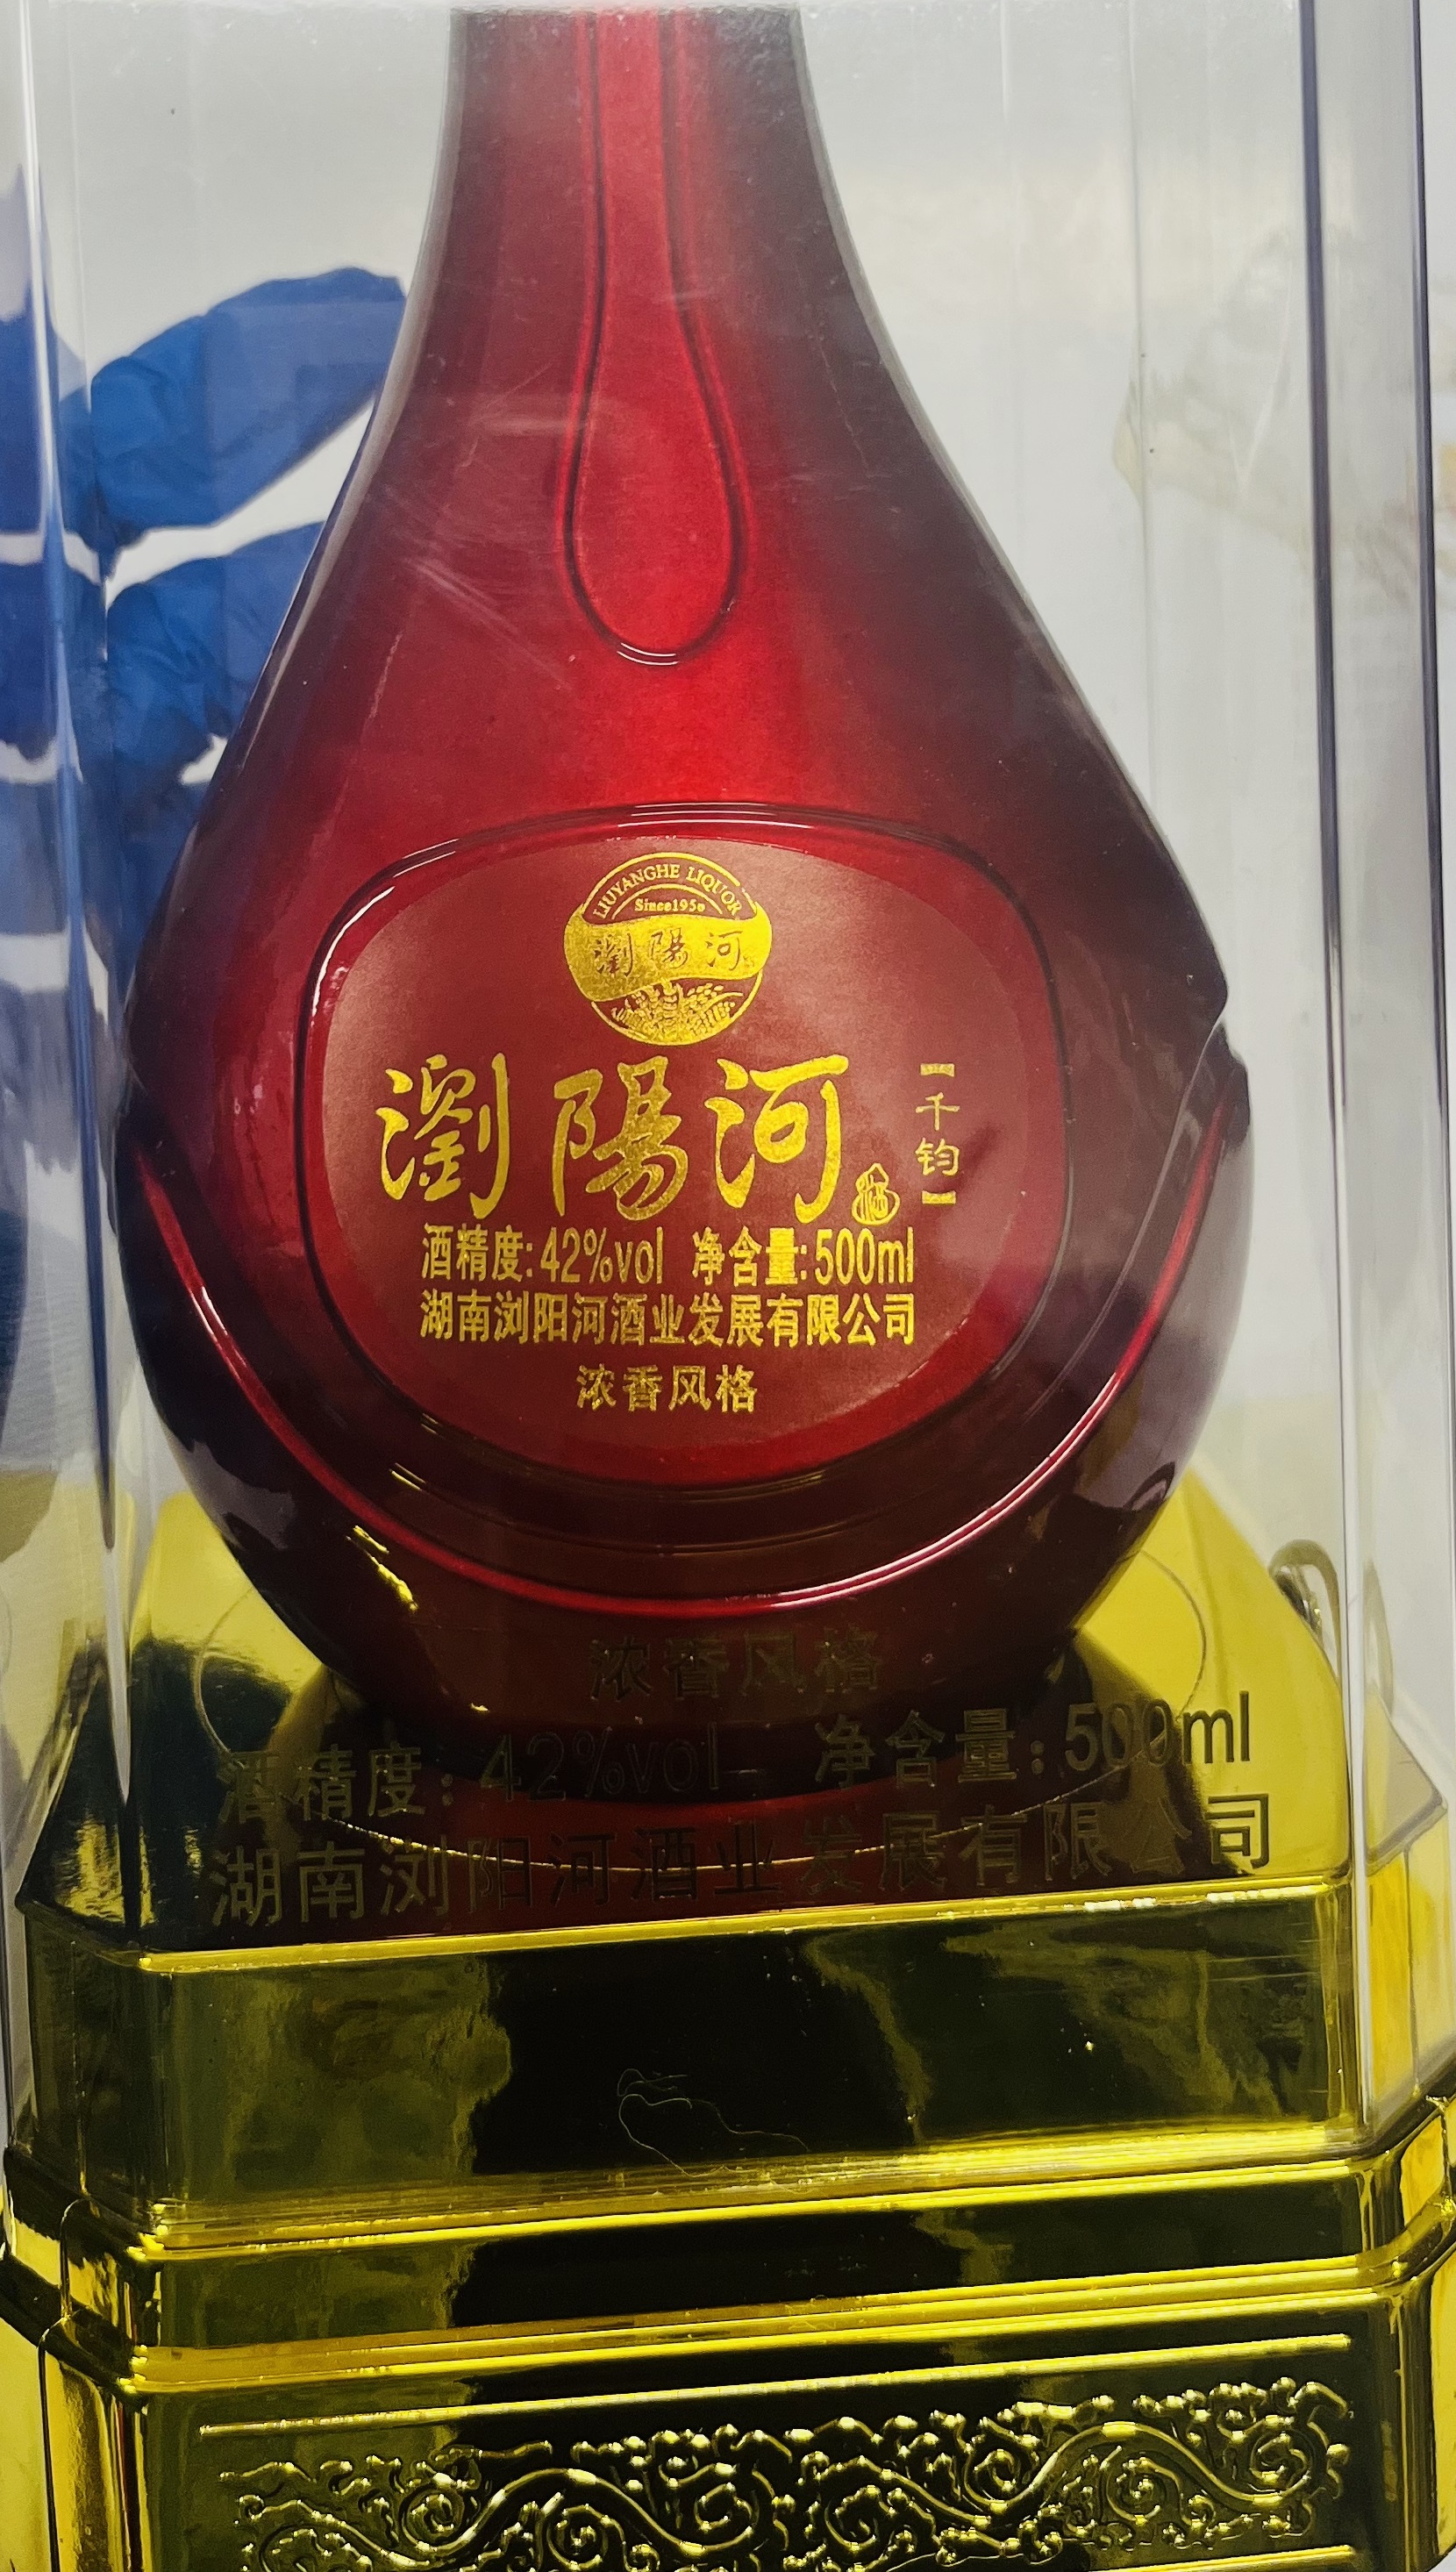 LIUYANGHE LIQUOR
Since1950
瀏陽河
瀏陽河
酒
【千钧】
酒精度:42%vol 净含量:500ml
湖南浏阳河酒业发展有限公司
浓香风格
浓香风格
酒精度:42%vol 净含量:500ml
湖南浏阳河酒业发展有限公司